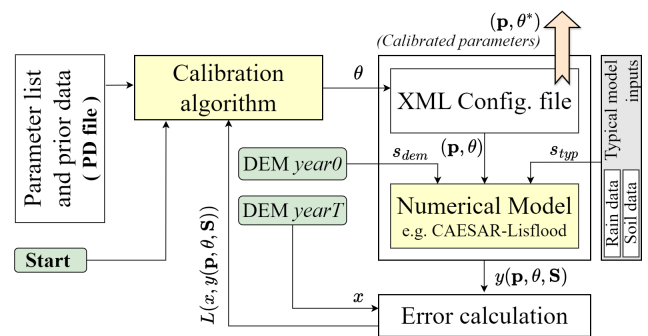 (𝐩, θ*)
(Calibrated parameters)
Parameter list
and prior data
( PD file )
Calibration
algorithm
θ
XML Config. file
Typical model
inputs
Rain data
Soil data
DEM year0
s_dem
(𝐩, θ)
s_typ
DEM yearT
Numerical Model
e.g. CAESAR-Lisflood
Start
L(x, y(𝐩, θ, 𝐒))
x
y(𝐩, θ, 𝐒)
Error calculation